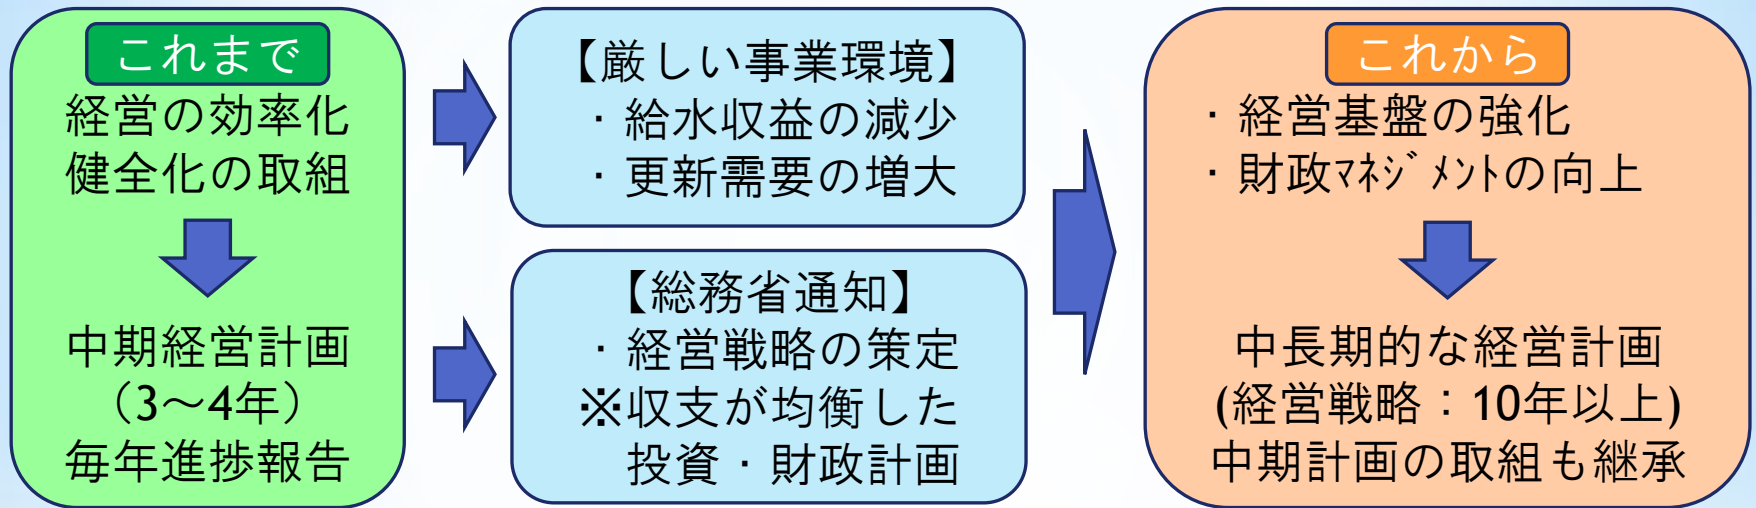 これまで
経営の効率化
健全化の取組
中期経営計画
（3～4年）
毎年進捗報告
【厳しい事業環境】
・給水収益の減少
・更新需要の増大
【総務省通知】
・経営戦略の策定
※収支が均衡した
投資・財政計画
これから
・経営基盤の強化
・財政ﾏﾈｼﾞﾒﾝﾄの向上
中長期的な経営計画
(経営戦略：10年以上)
中期計画の取組も継承